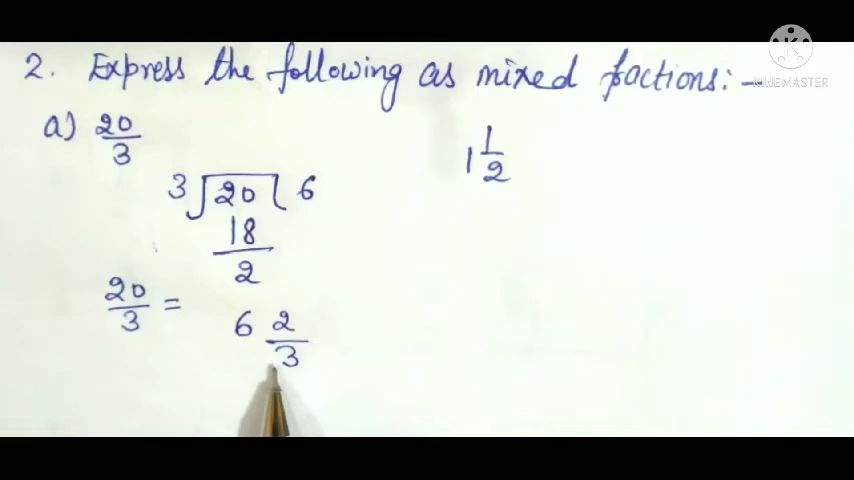 2. Express the following as mixed factions:-
KINEMASTER
a) 20/3
1 1/2
3 20 6
18
2
20/3 =
6 2/3